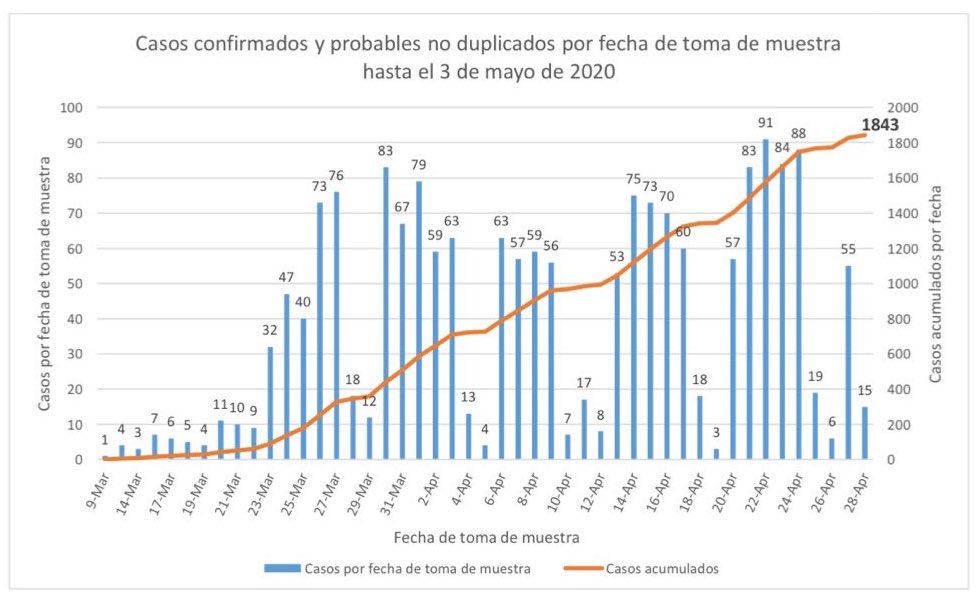 Casos confirmados y probables no duplicados por fecha de toma de muestra
hasta el 3 de mayo de 2020
Casos por fecha de toma de muestra
100
90
80
70
60
50
40
30
20
10
0
1 4 3 7 6 5 4 11 10 9 32 47 40 73 76 18 12 83 67 79 59 63 13 4 63 57 59 56 7 17 8 53 75 73 70 60 18 3 57 83 91 84 88 19 6 55 15
1843
2000
1800
1600
1400
1200
1000
800
600
400
200
0
Casos acumulados por fecha
9-Mar 14-Mar 17-Mar 19-Mar 21-Mar 23-Mar 25-Mar 27-Mar 29-Mar 31-Mar 2-Apr 4-Apr 6-Apr 8-Apr 10-Apr 12-Apr 14-Apr 16-Apr 18-Apr 20-Apr 22-Apr 24-Apr 26-Apr 28-Apr
Fecha de toma de muestra
Casos por fecha de toma de muestra Casos acumulados